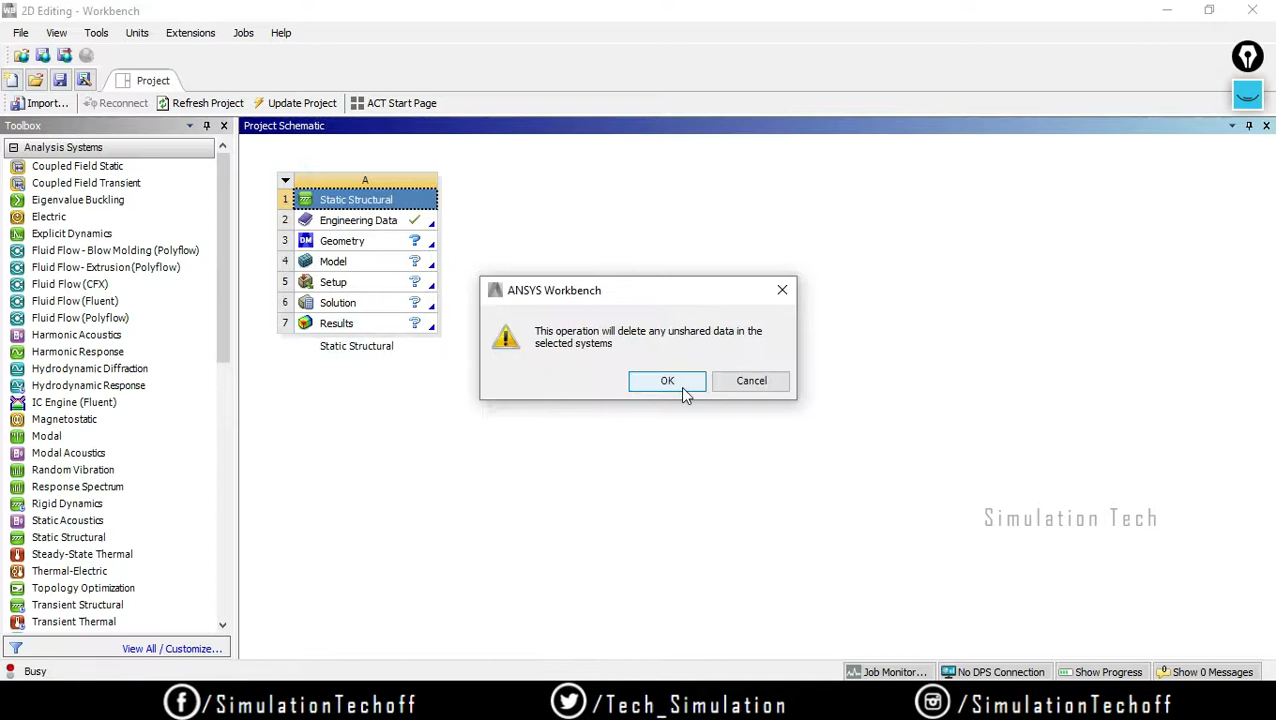 2D Editing - Workbench
File View Tools Units Extensions Jobs Help
Project
Import... Reconnect Refresh Project Update Project ACT Start Page
Toolbox
Project Schematic
Analysis Systems
Coupled Field Static
Coupled Field Transient
Eigenvalue Buckling
Electric
Explicit Dynamics
Fluid Flow - Blow Molding (Polyflow)
Fluid Flow - Extrusion (Polyflow)
Fluid Flow (CFX)
Fluid Flow (Fluent)
Fluid Flow (Polyflow)
Harmonic Acoustics
Harmonic Response
Hydrodynamic Diffraction
Hydrodynamic Response
IC Engine (Fluent)
Magnetostatic
Modal
Modal Acoustics
Random Vibration
Response Spectrum
Rigid Dynamics
Static Acoustics
Static Structural
Steady-State Thermal
Thermal-Electric
Topology Optimization
Transient Structural
Transient Thermal
View All / Customize...
A
1 Static Structural
2 Engineering Data
3 DM Geometry ?
4 Model ?
5 Setup ?
6 Solution ?
7 Results ?
Static Structural
ANSYS Workbench
This operation will delete any unshared data in the
selected systems
OK Cancel
Simulation Tech
Busy
Job Monitor... No DPS Connection Show Progress Show 0 Messages
/SimulationTechoff /Tech_Simulation /SimulationTechoff